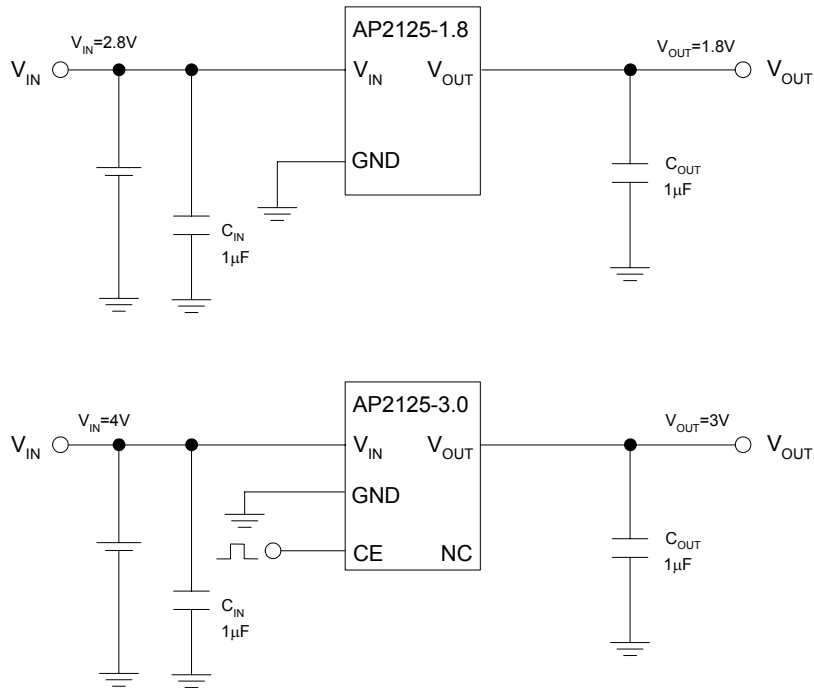 AP2125-1.8
V_IN=2.8V
V_OUT=1.8V
V_IN
V_IN
V_OUT
V_OUT
GND
C_OUT
1μF
C_IN
1μF
AP2125-3.0
V_IN=4V
V_OUT=3V
V_IN
V_IN
V_OUT
V_OUT
GND
CE
NC
C_OUT
1μF
C_IN
1μF